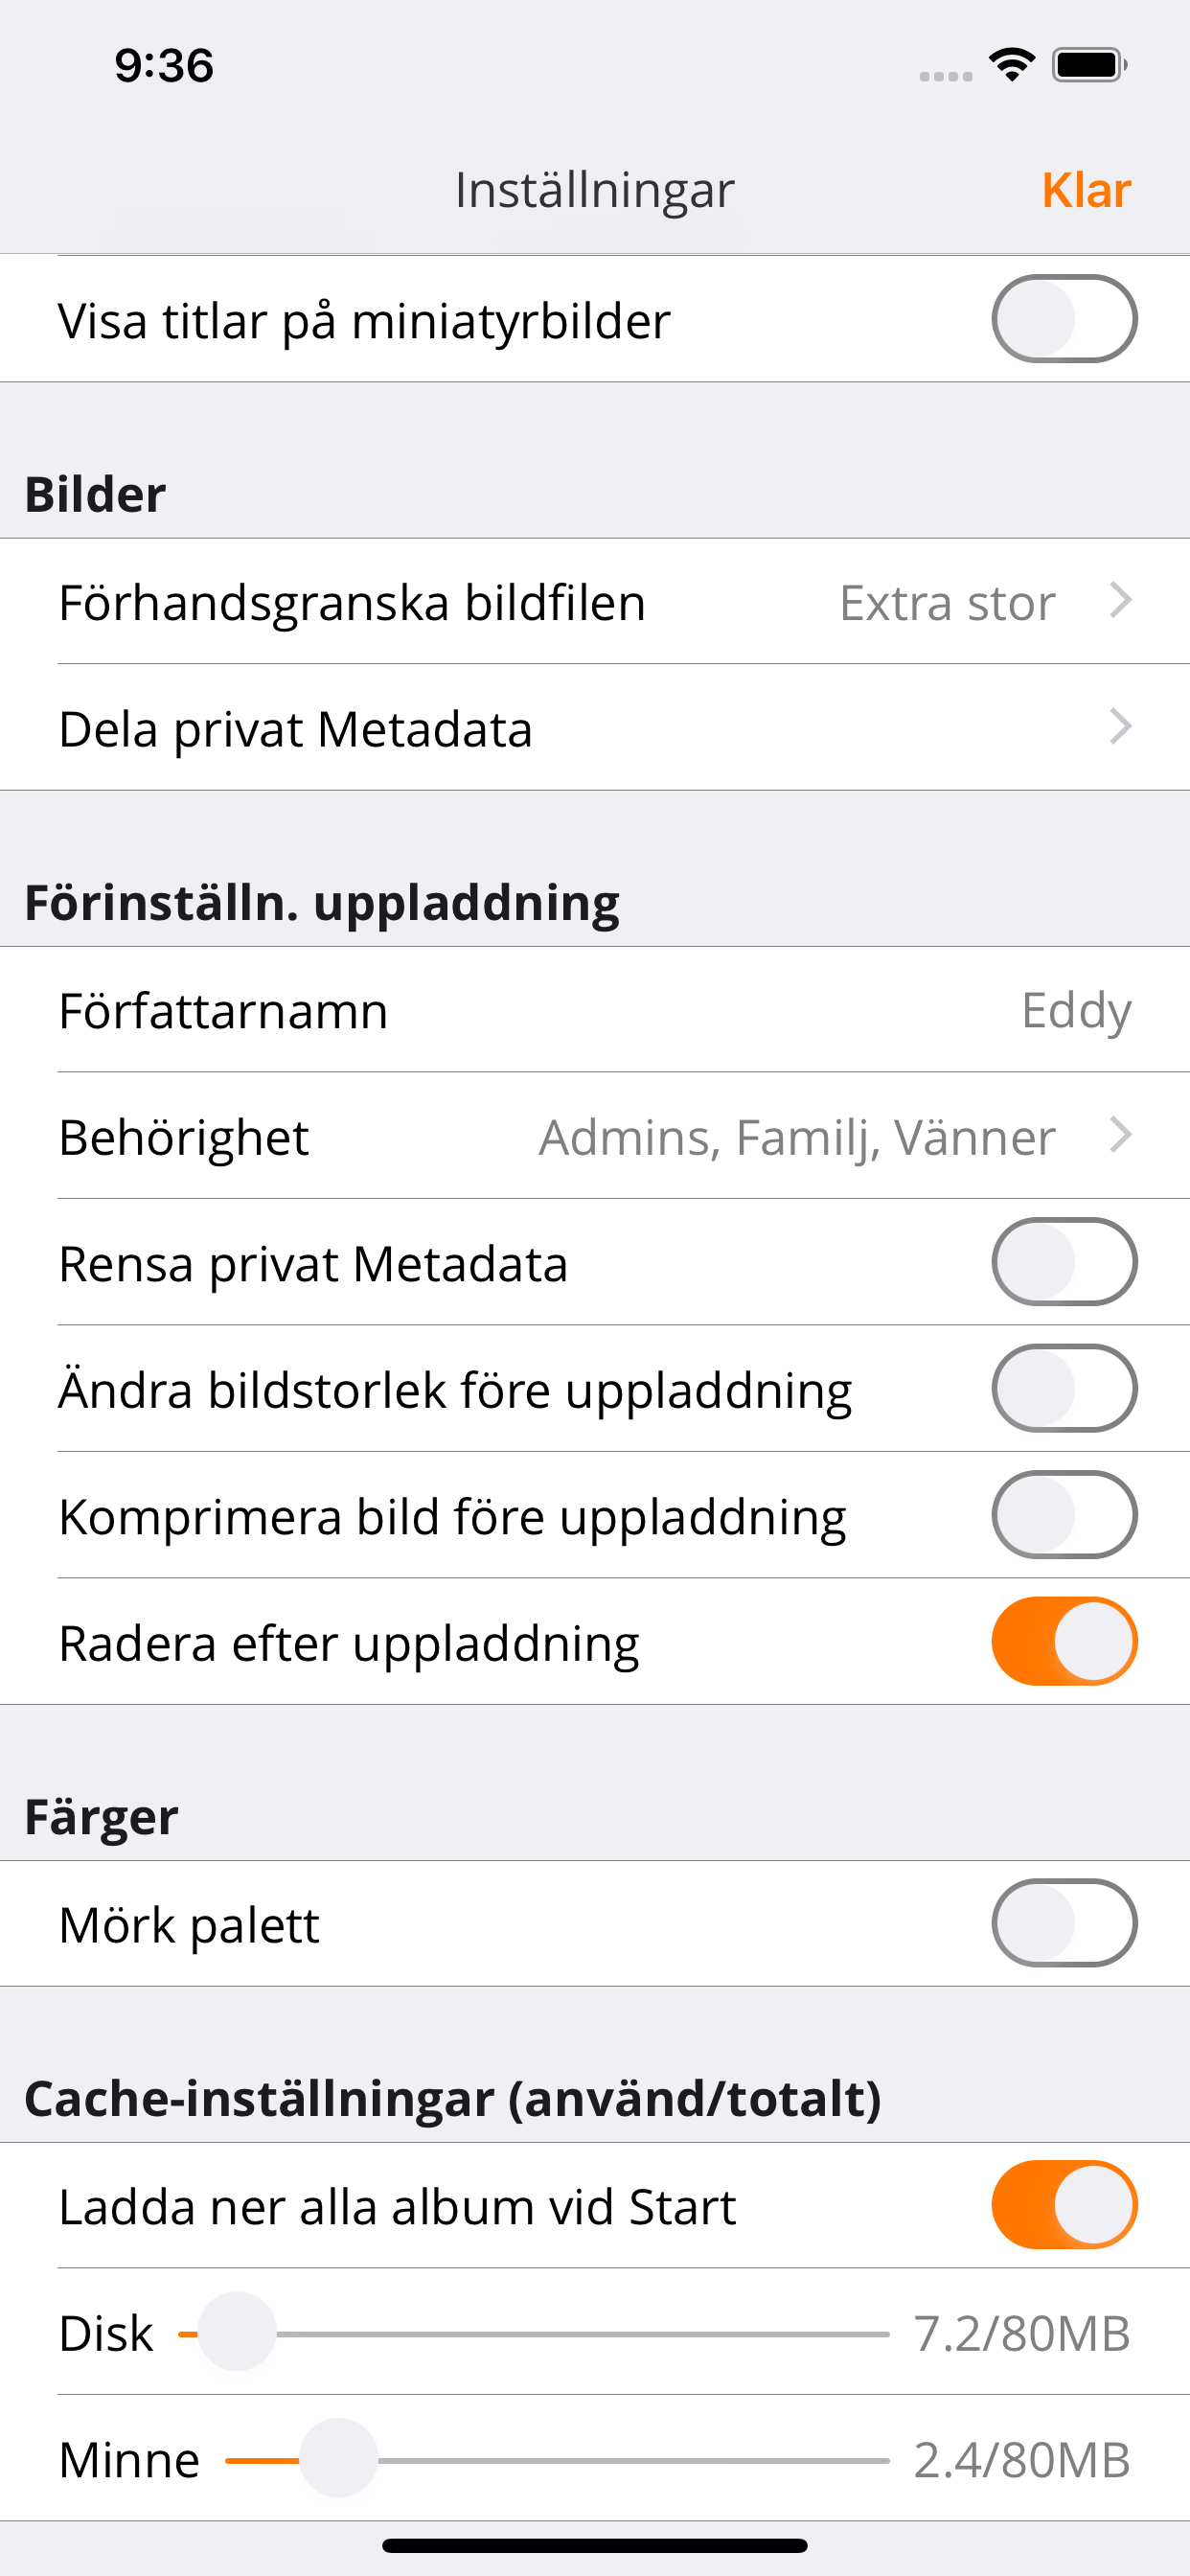 9:36
Inställningar Klar
Visa titlar på miniatyrbilder
Bilder
Förhandsgranska bildfilen Extra stor
Dela privat Metadata
Förinställn. uppladdning
Författarnamn Eddy
Behörighet Admins, Familj, Vänner
Rensa privat Metadata
Ändra bildstorlek före uppladdning
Komprimera bild före uppladdning
Radera efter uppladdning
Färger
Mörk palett
Cache-inställningar (använd/totalt)
Ladda ner alla album vid Start
Disk 7.2/80MB
Minne 2.4/80MB